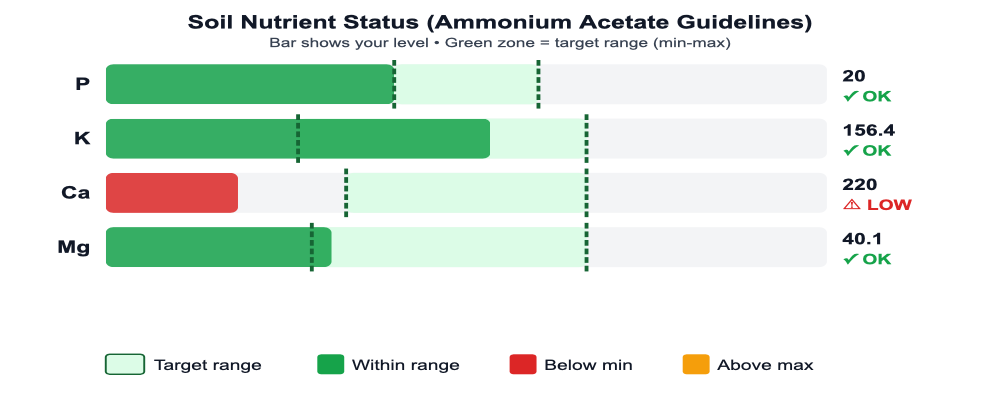 Soil Nutrient Status (Ammonium Acetate Guidelines)
Bar shows your level • Green zone = target range (min-max)
P
20
✓ OK
K
156.4
✓ OK
Ca
220
⚠ LOW
Mg
40.1
✓ OK
Target range
Within range
Below min
Above max